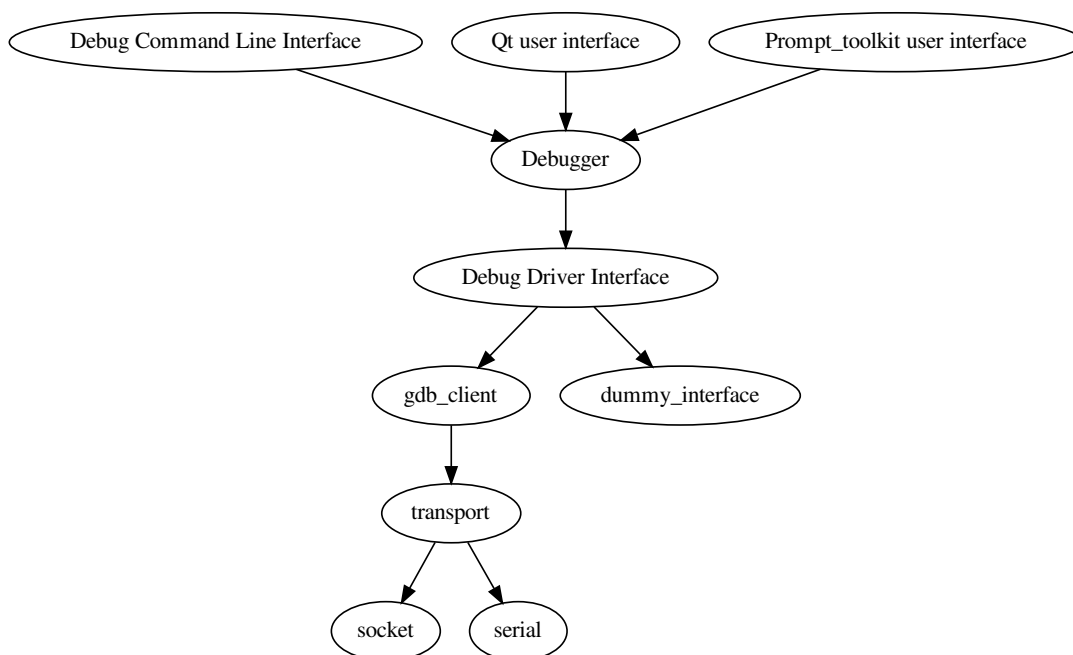 Debug Command Line Interface
Qt user interface
Prompt_toolkit user interface
Debugger
Debug Driver Interface
gdb_client
dummy_interface
transport
socket
serial